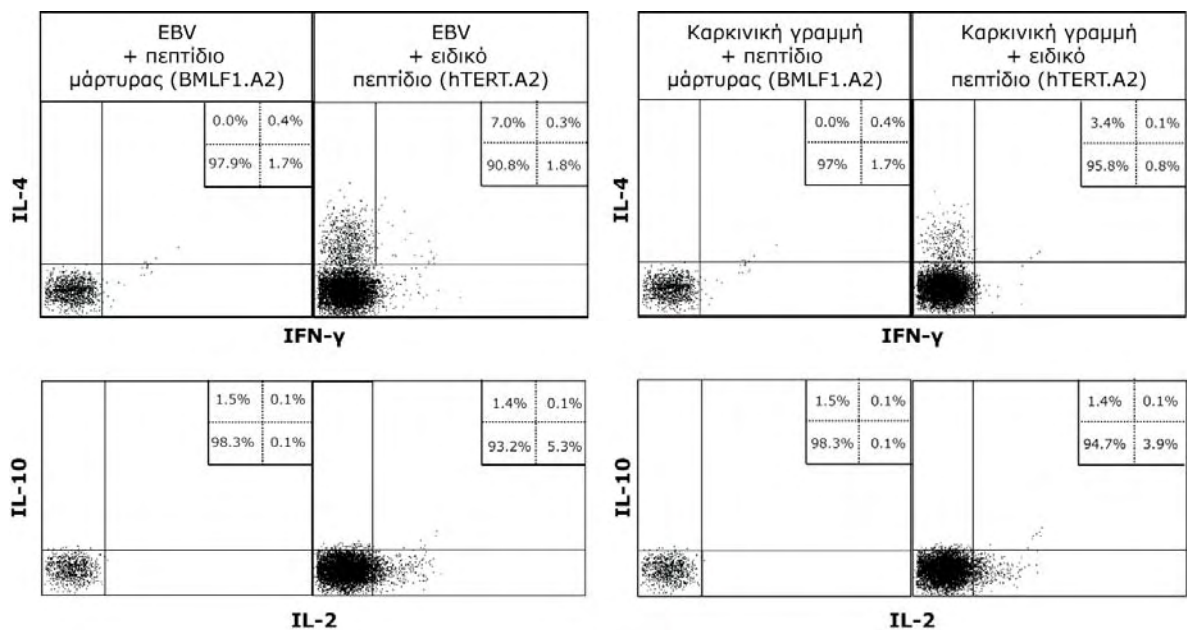 EBV
+ πεπτίδιο
μάρτυρας (BMLF1.A2)
EBV
+ ειδικό
πεπτίδιο (hTERT.A2)
Καρκινική γραμμή
+ πεπτίδιο
μάρτυρας (BMLF1.A2)
Καρκινική γραμμή
+ ειδικό
πεπτίδιο (hTERT.A2)
IL-4
0.0% 0.4%
97.9% 1.7%
7.0% 0.3%
90.8% 1.8%
IFN-γ
IL-4
0.0% 0.4%
97% 1.7%
3.4% 0.1%
95.8% 0.8%
IFN-γ
IL-10
1.5% 0.1%
98.3% 0.1%
1.4% 0.1%
93.2% 5.3%
IL-2
IL-10
1.5% 0.1%
98.3% 0.1%
1.4% 0.1%
94.7% 3.9%
IL-2